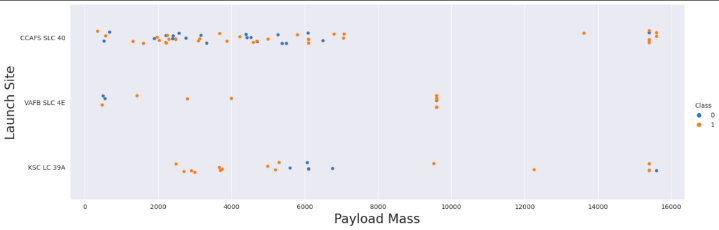 CCAFS SLC 40
VAFB SLC 4E
KSC LC 39A
Launch Site
0 2000 4000 6000 8000 10000 12000 14000 16000
Payload Mass
Class
0
1